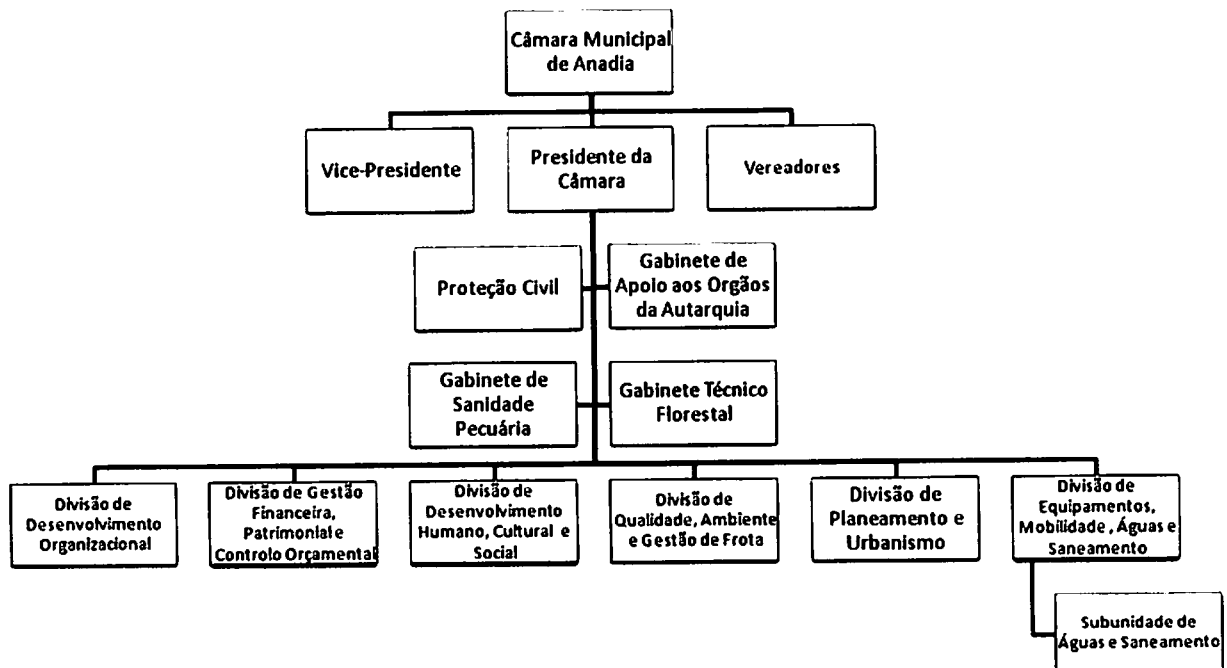 Câmara Municipal
de Anadia
Vice-Presidente
Presidente da
Câmara
Vereadores
Proteção Civil
Gabinete de
Apoio aos Orgãos
da Autarquia
Gabinete de
Sanidade
Pecuária
Gabinete Técnico
Florestal
Divisão de
Desenvolvimento
Organizacional
Divisão de Gestão
Financeira,
Patrimonial e
Controlo Orçamental
Divisão de
Desenvolvimento
Humano, Cultural e
Social
Divisão de
Qualidade, Ambiente
e Gestão de Frota
Divisão de
Planeamento e
Urbanismo
Divisão de
Equipamentos,
Mobilidade, Águas e
Saneamento
Subunidade de
Águas e Saneamento